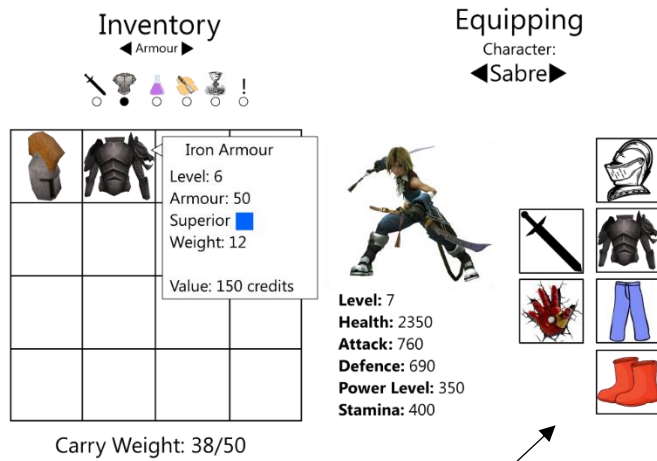 Inventory
◀ Armour ▶
!
Iron Armour
Level: 6
Armour: 50
Superior
Weight: 12
Value: 150 credits
Carry Weight: 38/50
Equipping
Character:
◀Sabre▶
Level: 7
Health: 2350
Attack: 760
Defence: 690
Power Level: 350
Stamina: 400